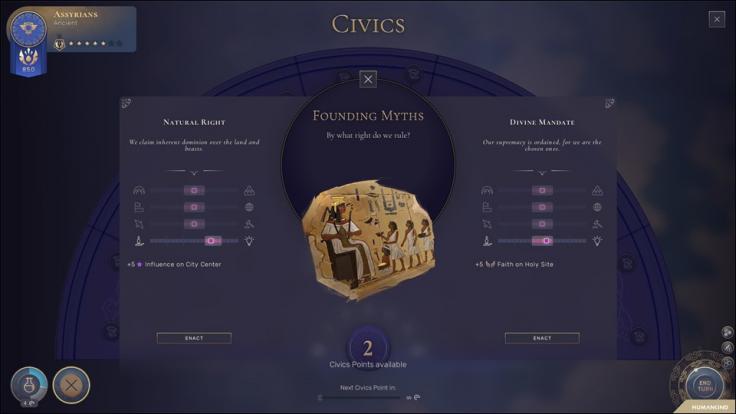 ASSYRIANS
Ancient
850
CIVICS
FOUNDING MYTHS
By what right do we rule?
NATURAL RIGHT
We claim inherent dominion over the land and
beasts.
+5 Influence on City Center
ENACT
DIVINE MANDATE
Our supremacy is ordained, for we are the
chosen ones.
+5 Faith on Holy Site
ENACT
2
Civics Points available
Next Civics Point in:
∞
4
END
TURN
HUMANKIND